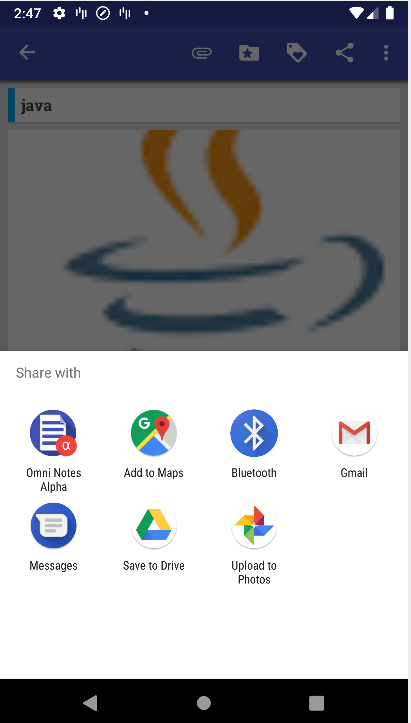 2:47
java
Share with
Omni Notes
Alpha
Add to Maps
Bluetooth
Gmail
Messages
Save to Drive
Upload to
Photos